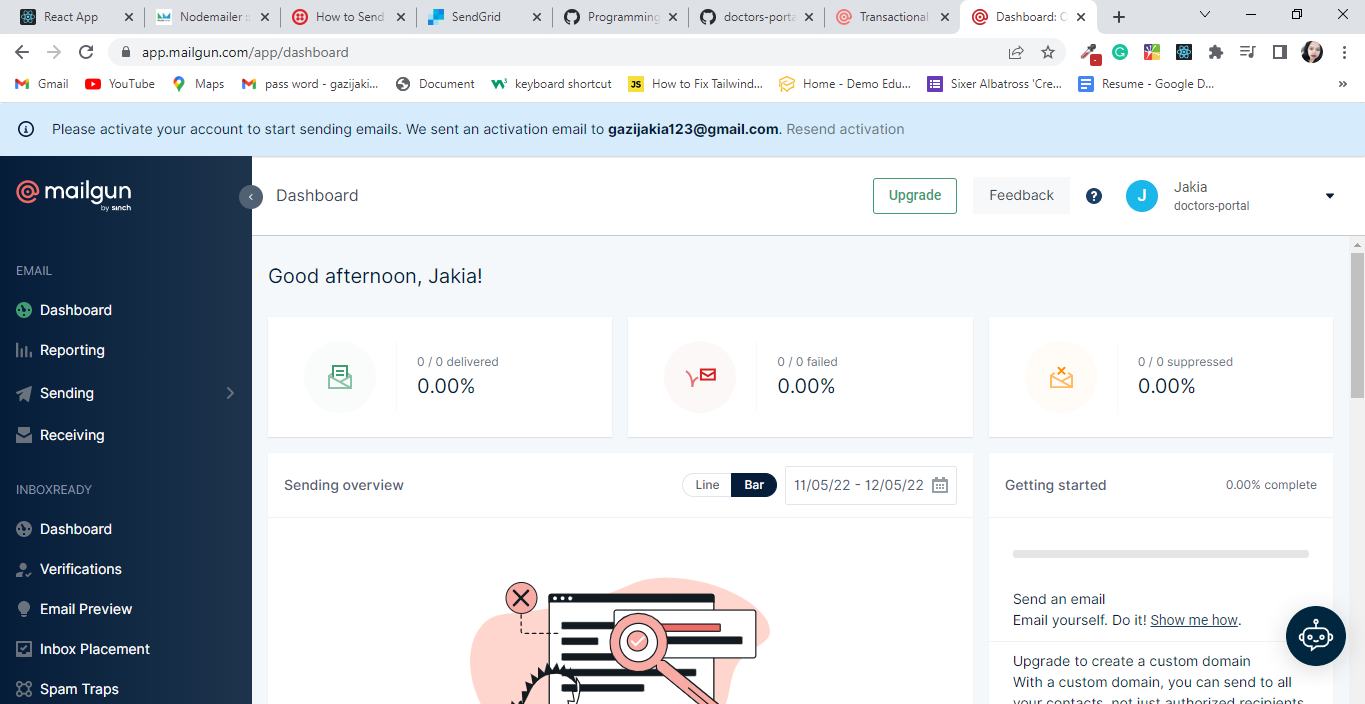 React App
Nodemailer ::
How to Send
SendGrid
Programming
doctors-porta
Transactional
Dashboard: C
app.mailgun.com/app/dashboard
Gmail
YouTube
Maps
pass word - gazijaki...
Document
keyboard shortcut
JS
How to Fix Tailwind...
Home - Demo Edu...
Sixer Albatross 'Cre...
Resume - Google D...
»
Please activate your account to start sending emails. We sent an activation email to gazijakia123@gmail.com. Resend activation
mailgun
by sinch
Dashboard
Upgrade
Feedback
?
J
Jakia
doctors-portal
EMAIL
Dashboard
Reporting
Sending
Receiving
INBOXREADY
Dashboard
Verifications
Email Preview
Inbox Placement
Spam Traps
Good afternoon, Jakia!
0 / 0 delivered
0.00%
0 / 0 failed
0.00%
0 / 0 suppressed
0.00%
Sending overview
Line
Bar
11/05/22 - 12/05/22
Getting started
0.00% complete
Send an email
Email yourself. Do it! Show me how.
Upgrade to create a custom domain
With a custom domain, you can send to all
your contacts, not just authorized recipients